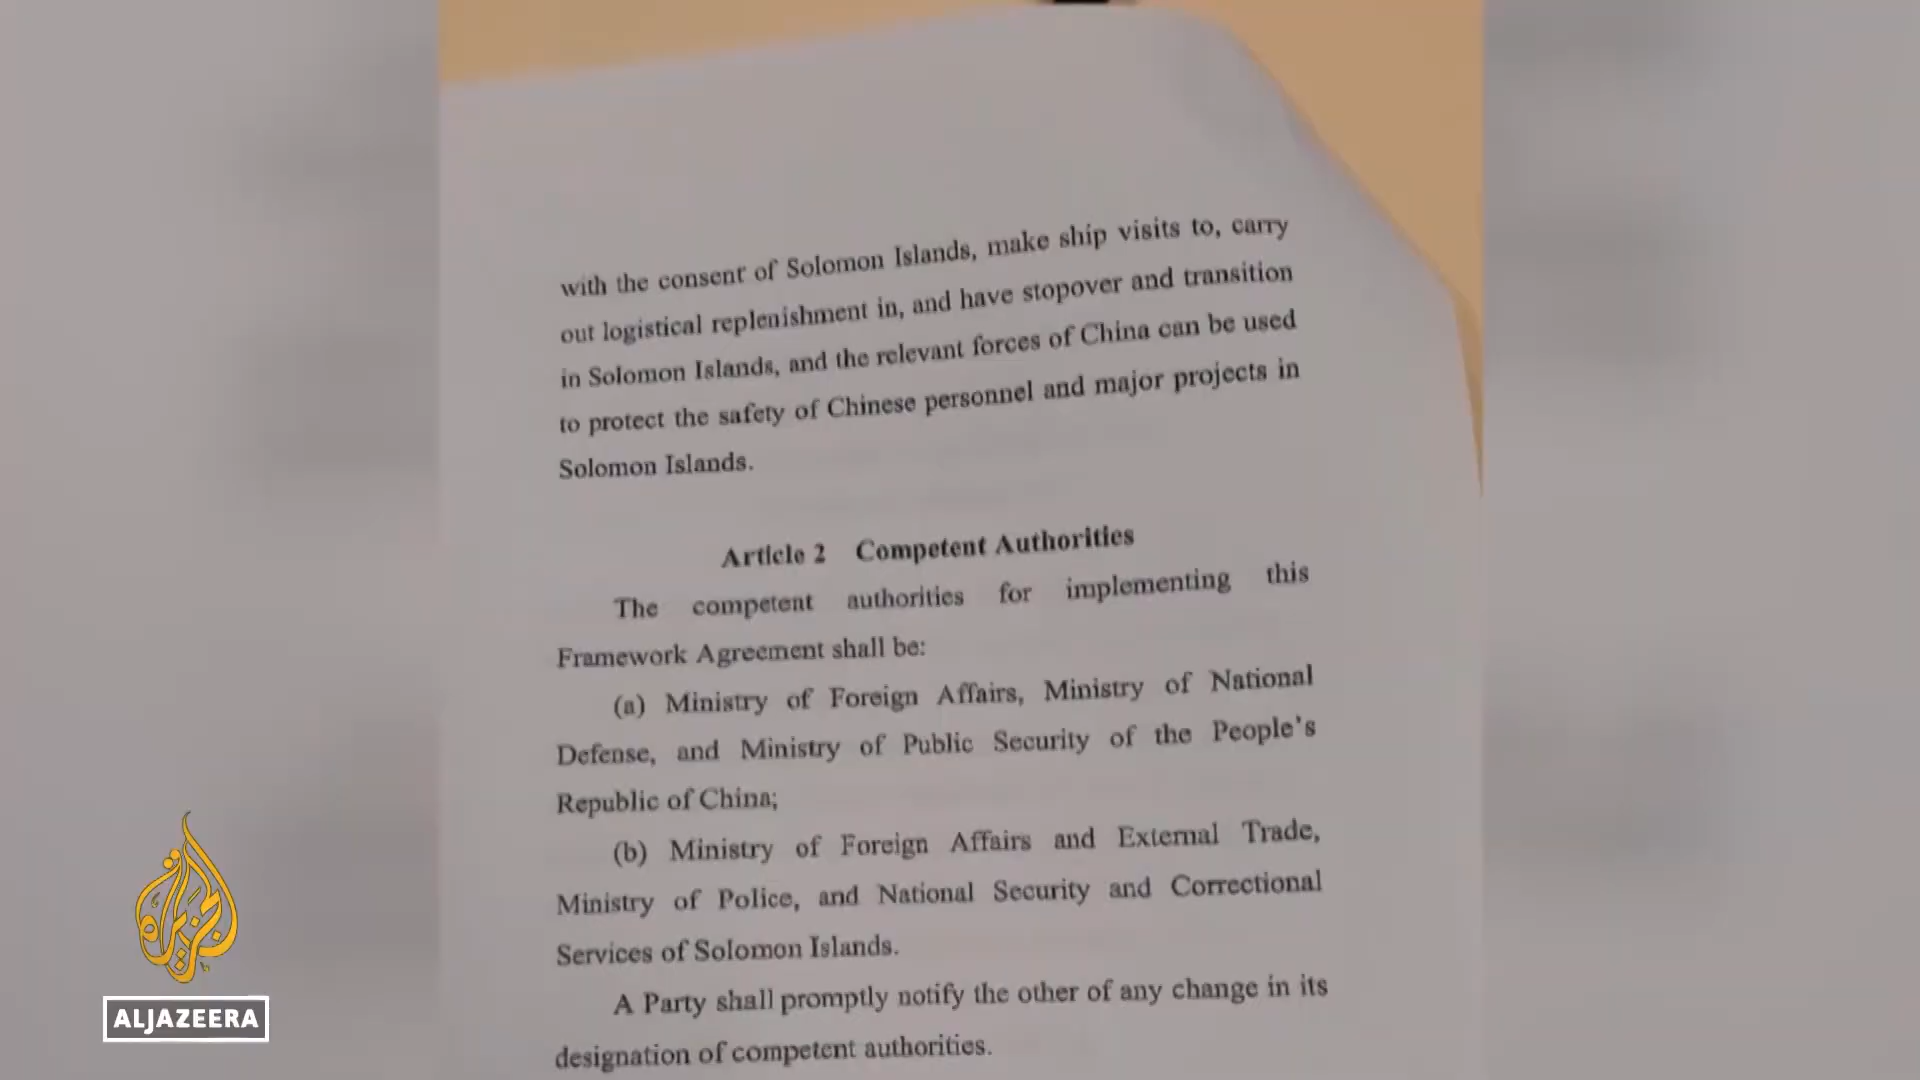 with the consent of Solomon Islands, make ship visits to, carry
out logistical replenishment in, and have stopover and transition
in Solomon Islands, and the relevant forces of China can be used
to protect the safety of Chinese personnel and major projects in
Solomon Islands.
Article 2 Competent Authorities
The competent authorities for implementing this
Framework Agreement shall be:
(a) Ministry of Foreign Affairs, Ministry of National
Defense, and Ministry of Public Security of the People's
Republic of China;
(b) Ministry of Foreign Affairs and External Trade,
Ministry of Police, and National Security and Correctional
Services of Solomon Islands.
A Party shall promptly notify the other of any change in its
designation of competent authorities.
الجزيرة
ALJAZEERA